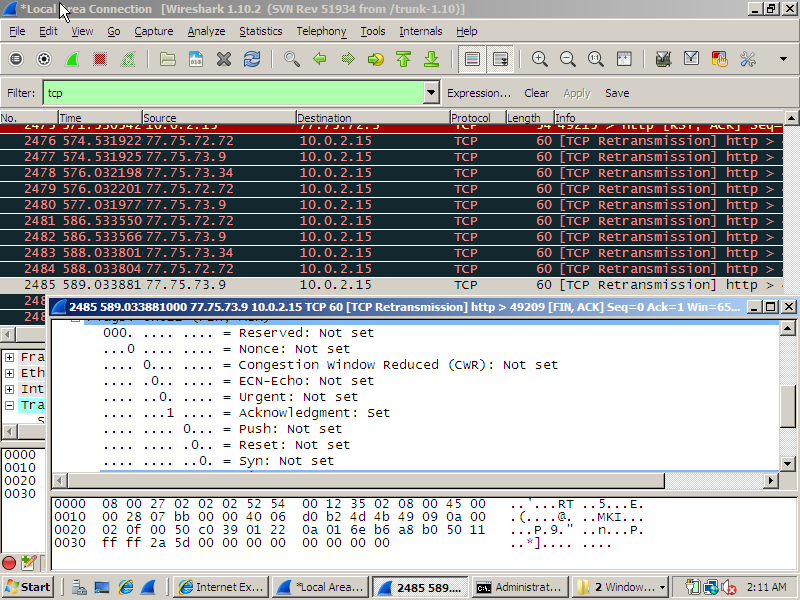 *Local Area Connection [Wireshark 1.10.2 (SVN Rev 51934 from /trunk-1.10)]
File Edit View Go Capture Analyze Statistics Telephony Tools Internals Help
Filter: tcp Expression... Clear Apply Save
No. Time Source Destination Protocol Length Info
2476 574.531922 77.75.72.72 10.0.2.15 TCP 60 [TCP Retransmission] http >
2477 574.531925 77.75.73.9 10.0.2.15 TCP 60 [TCP Retransmission] http >
2478 576.032198 77.75.73.34 10.0.2.15 TCP 60 [TCP Retransmission] http >
2479 576.032201 77.75.72.72 10.0.2.15 TCP 60 [TCP Retransmission] http >
2480 577.031977 77.75.73.9 10.0.2.15 TCP 60 [TCP Retransmission] http >
2481 586.533550 77.75.72.72 10.0.2.15 TCP 60 [TCP Retransmission] http >
2482 586.533566 77.75.73.9 10.0.2.15 TCP 60 [TCP Retransmission] http >
2483 588.033801 77.75.73.34 10.0.2.15 TCP 60 [TCP Retransmission] http >
2484 588.033804 77.75.72.72 10.0.2.15 TCP 60 [TCP Retransmission] http >
2485 589.033881 77.75.73.9 10.0.2.15 TCP 60 [TCP Retransmission] http >
2485 589.033881000 77.75.73.9 10.0.2.15 TCP 60 [TCP Retransmission] http > 49209 [FIN, ACK] Seq=0 Ack=1 Win=65...
000. .... .... = Reserved: Not set
...0 .... .... = Nonce: Not set
.... 0... .... = Congestion Window Reduced (CWR): Not set
.... .0.. .... = ECN-Echo: Not set
.... ..0. .... = Urgent: Not set
.... ...1 .... = Acknowledgment: Set
.... .... 0... = Push: Not set
.... .... .0.. = Reset: Not set
.... .... ..0. = Syn: Not set
Fra
Eth
Int
Tra
0000
0010
0020
0030
0000 08 00 27 02 02 02 52 54 00 12 35 02 08 00 45 00 ..'...RT ..5...E.
0010 00 28 07 bb 00 00 40 06 d0 b2 4d 4b 49 09 0a 00 .(....@. ..MKI...
0020 02 0f 00 50 c0 39 01 22 0a 01 6e b6 a8 b0 50 11 ...P.9." ..n...P.
0030 ff ff 2a 5d 00 00 00 00 00 00 00 00 ..*].... ....
Start Internet Ex... *Local Area... 2485 589.... Administrat... 2 Window... 2:11 AM